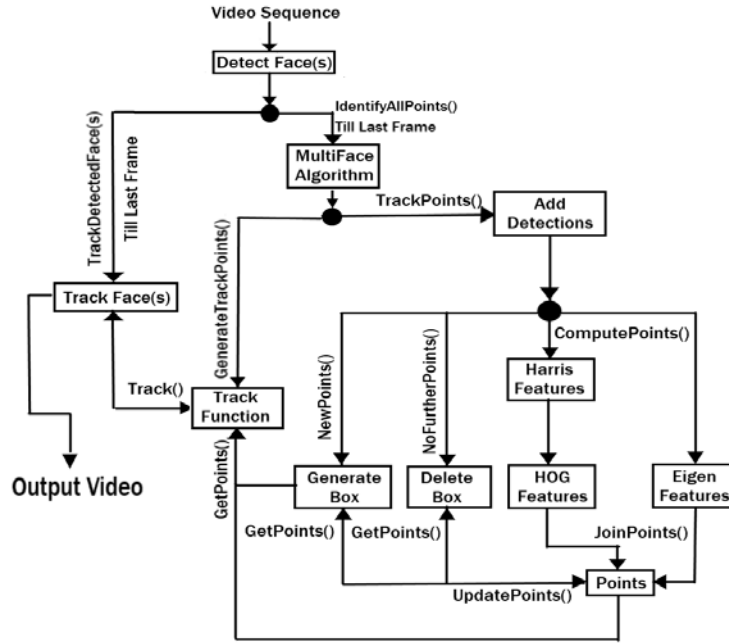 Video Sequence
Detect Face(s)
IdentifyAllPoints()
Till Last Frame
TrackDetectedFace(s)
Till Last Frame
MultiFace
Algorithm
TrackPoints()
Add
Detections
GenerateTrackPoints()
Track Face(s)
ComputePoints()
NewPoints()
NoFurtherPoints()
Harris
Features
Track()
Track
Function
Output Video
GetPoints()
Generate
Box
Delete
Box
HOG
Features
Eigen
Features
GetPoints()
GetPoints()
JoinPoints()
UpdatePoints()
Points